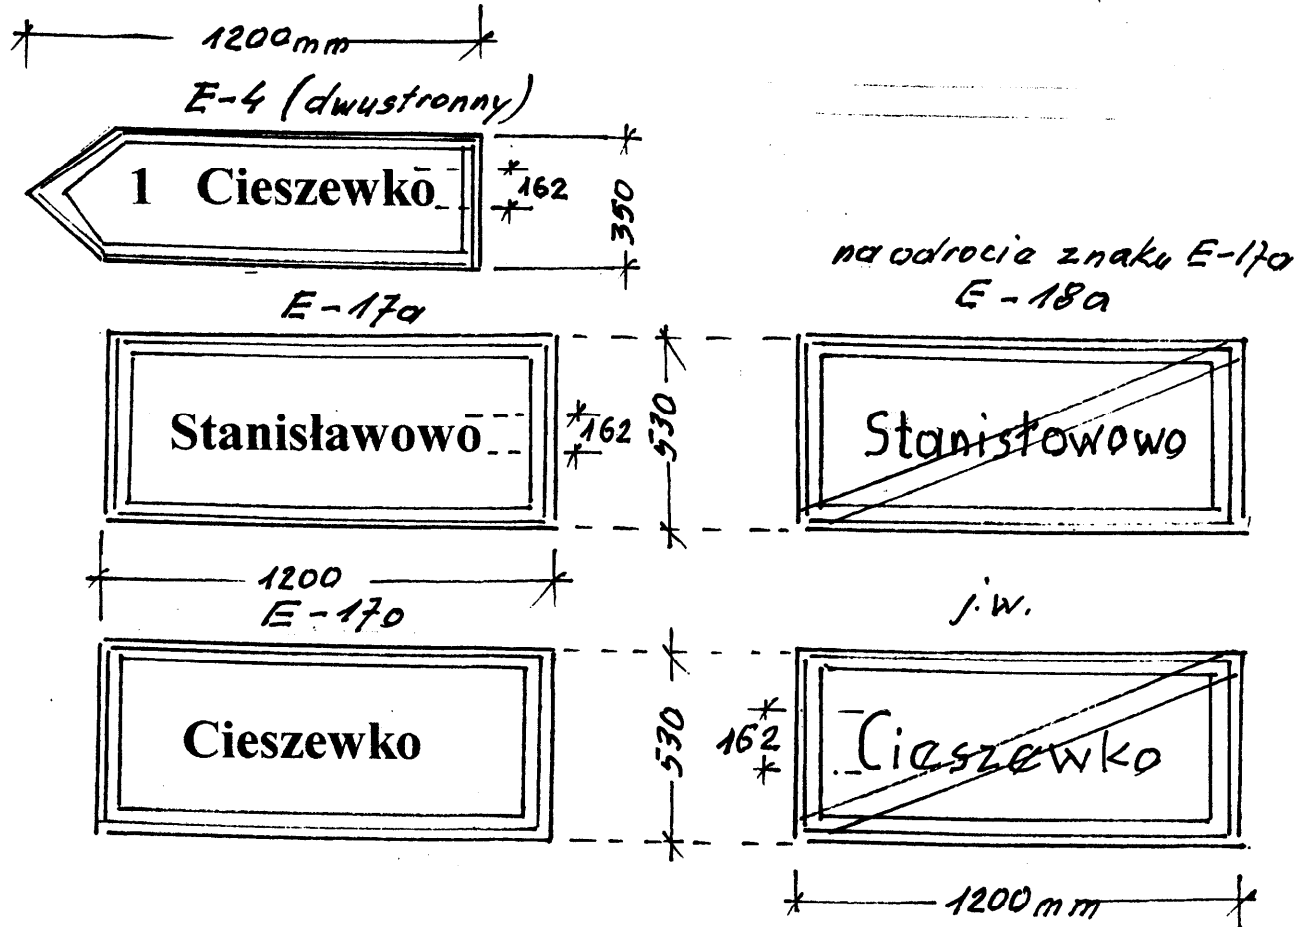 1200mm
E-4 (dwustronny)
1 Cieszewko
162
350
na odrocie znaku E-17a
E-17a
E-18a
Stanisławowo
162
530
Stanisławowo
1200
E-17a
j.w.
Cieszewko
530
162
Cieszewko
1200mm